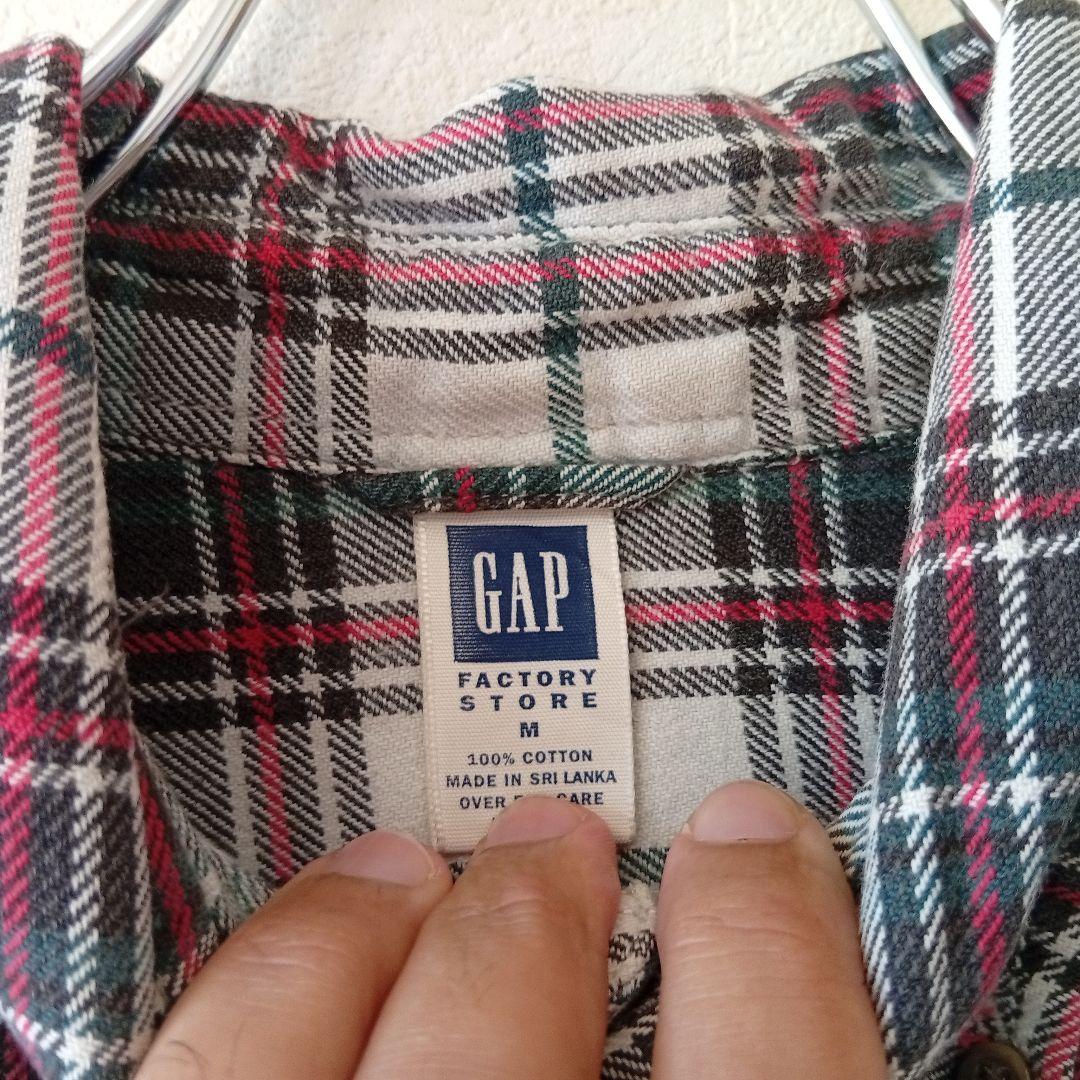 GAP
FACTORY
STORE
M
100% COTTON
MADE IN SRI LANKA
OVER CARE